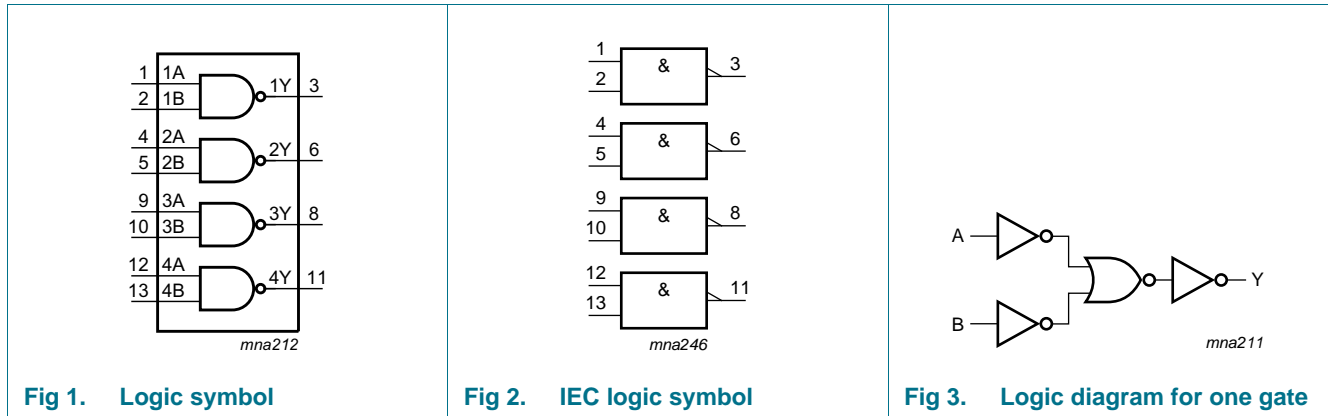 1 1A 1Y 3
2 1B
4 2A 2Y 6
5 2B
9 3A 3Y 8
10 3B
12 4A 4Y 11
13 4B
mna212
Fig 1. Logic symbol
1 & 3
2
4 & 6
5
9 & 8
10
12 & 11
13
mna246
Fig 2. IEC logic symbol
A
Y
B
mna211
Fig 3. Logic diagram for one gate